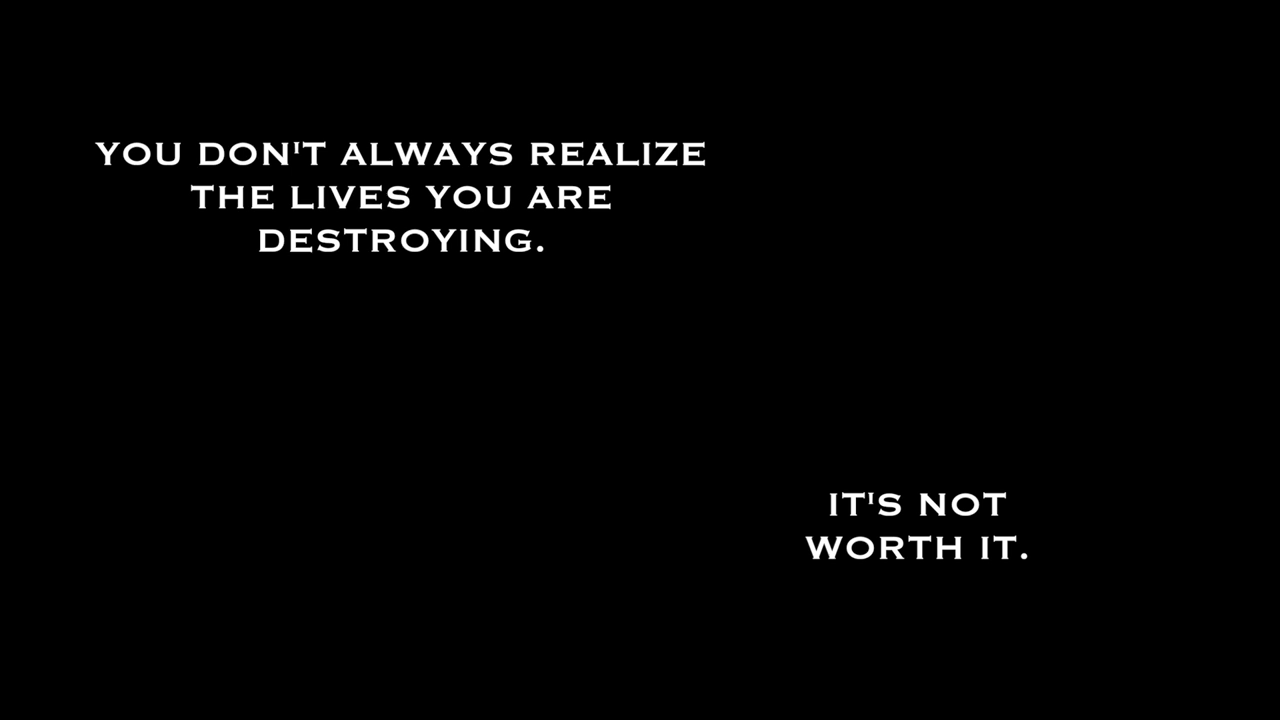 YOU DON'T ALWAYS REALIZE
THE LIVES YOU ARE
DESTROYING.
IT'S NOT
WORTH IT.